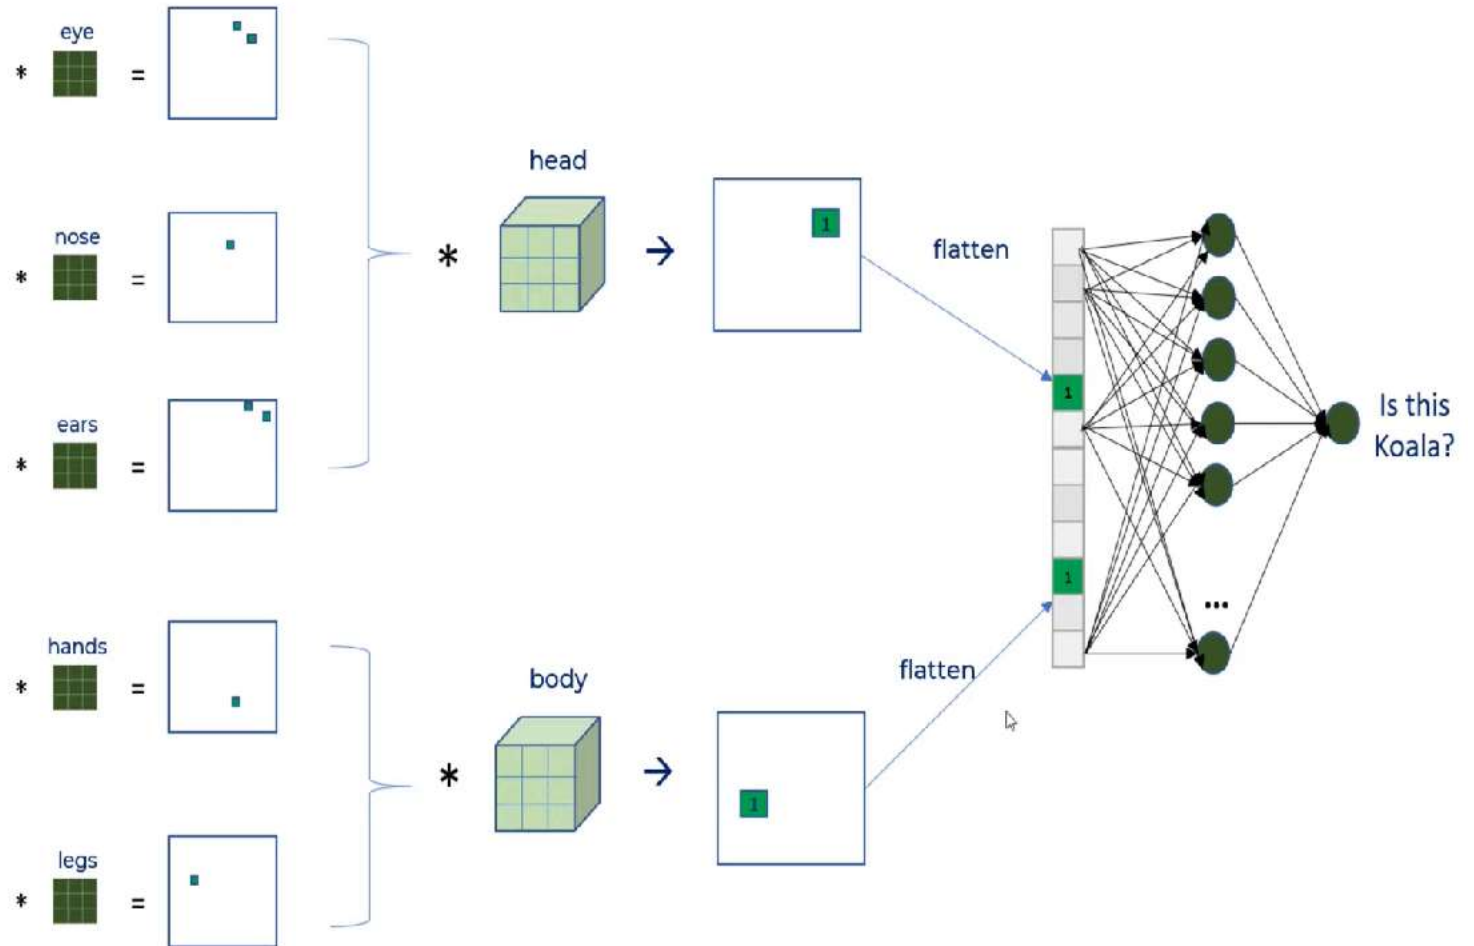 eye
* =
nose
* =
ears
* =
head
* →
1
flatten
hands
* =
legs
* =
body
* →
1
flatten
1
1
...
Is this
Koala?